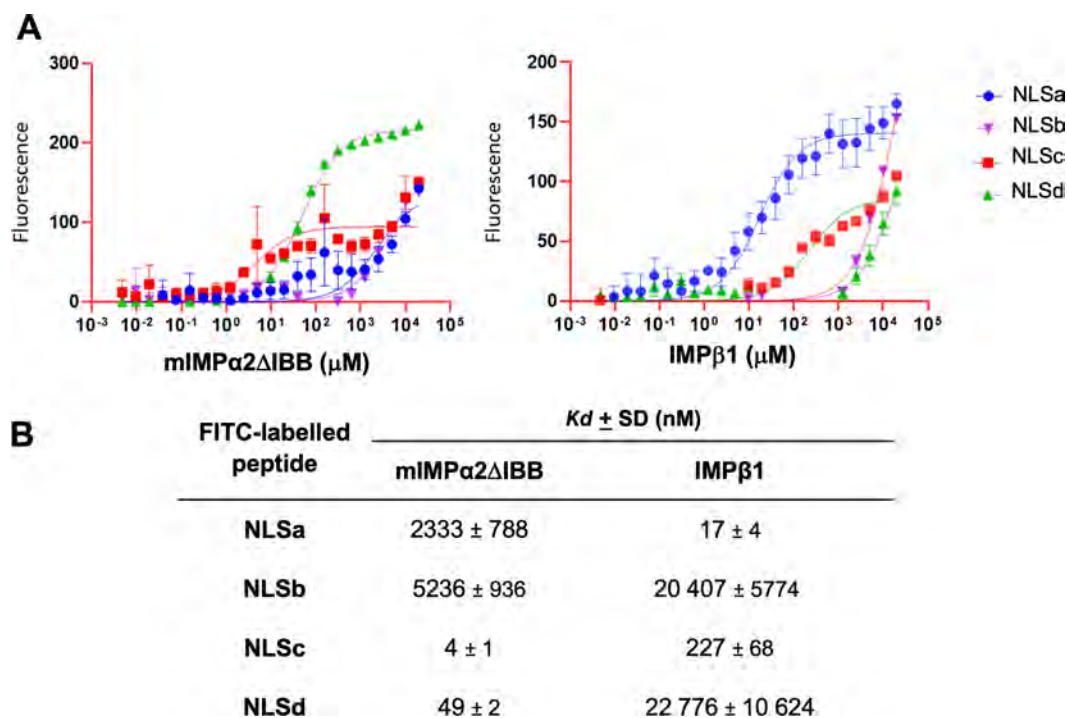 A
Fluorescence
300
200
100
0
10-3 10-2 10-1 100 101 102 103 104 105
mIMPα2ΔIBB (μM)
Fluorescence
200
150
100
50
0
10-3 10-2 10-1 100 101 102 103 104 105
IMPβ1 (μM)
NLSa
NLSb
NLSc
NLSd
B
FITC-labelled peptide
Kd ± SD (nM)
mIMPα2ΔIBB IMPβ1
NLSa 2333 ± 788 17 ± 4
NLSb 5236 ± 936 20 407 ± 5774
NLSc 4 ± 1 227 ± 68
NLSd 49 ± 2 22 776 ± 10 624